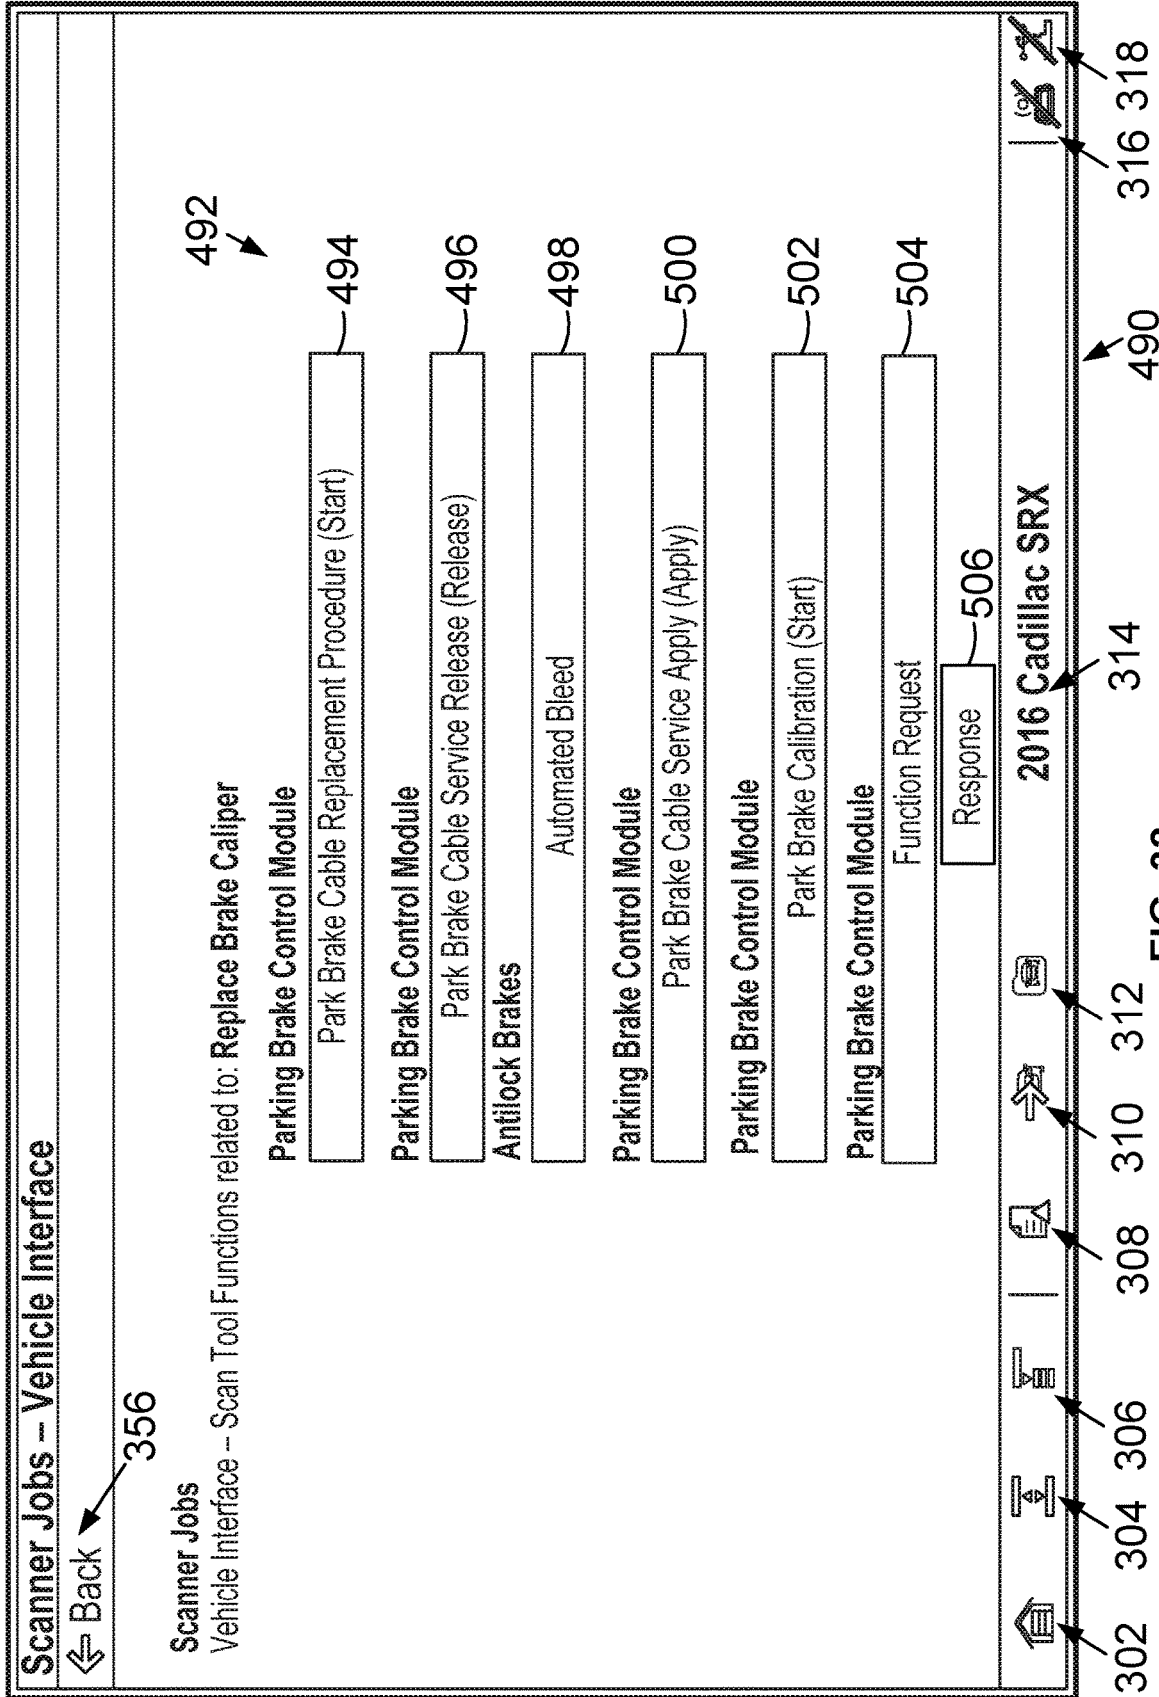 Scanner Jobs – Vehicle Interface
Back
356
Scanner Jobs
Vehicle Interface – Scan Tool Functions related to: Replace Brake Caliper
492
Parking Brake Control Module
Park Brake Cable Replacement Procedure (Start)
494
Parking Brake Control Module
Park Brake Cable Service Release (Release)
496
Antilock Brakes
Automated Bleed
498
Parking Brake Control Module
Park Brake Cable Service Apply (Apply)
500
Parking Brake Control Module
Park Brake Calibration (Start)
502
Parking Brake Control Module
Function Request
504
Response
506
2016 Cadillac SRX
302
304
306
308
310
312
314
490
316
318